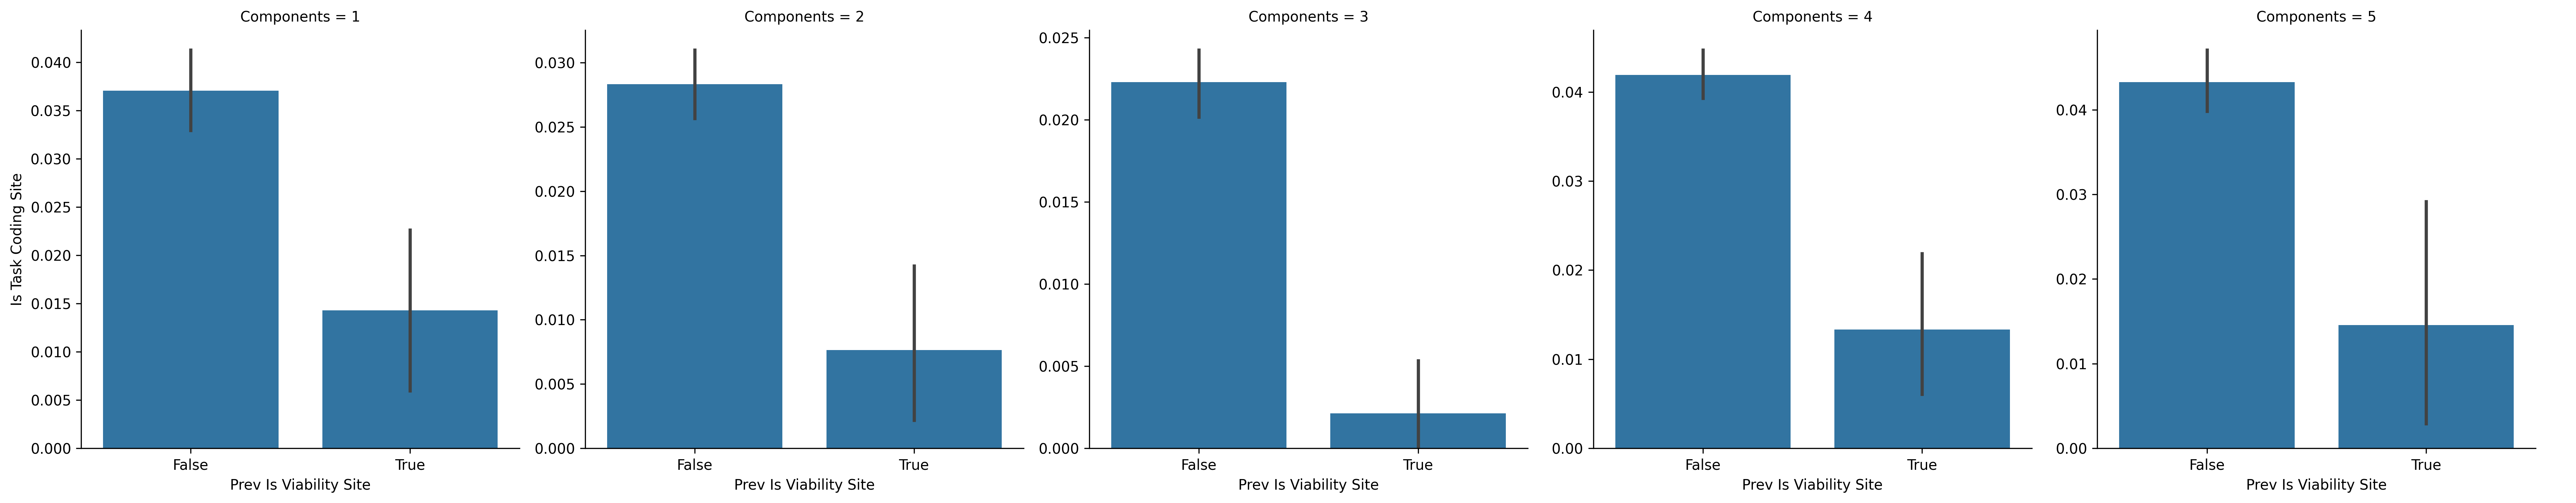 Components = 1
Is Task Coding Site
0.040
0.035
0.030
0.025
0.020
0.015
0.010
0.005
0.000
False True
Prev Is Viability Site
Components = 2
0.030
0.025
0.020
0.015
0.010
0.005
0.000
False True
Prev Is Viability Site
Components = 3
0.025
0.020
0.015
0.010
0.005
0.000
False True
Prev Is Viability Site
Components = 4
0.04
0.03
0.02
0.01
0.00
False True
Prev Is Viability Site
Components = 5
0.04
0.03
0.02
0.01
0.00
False True
Prev Is Viability Site